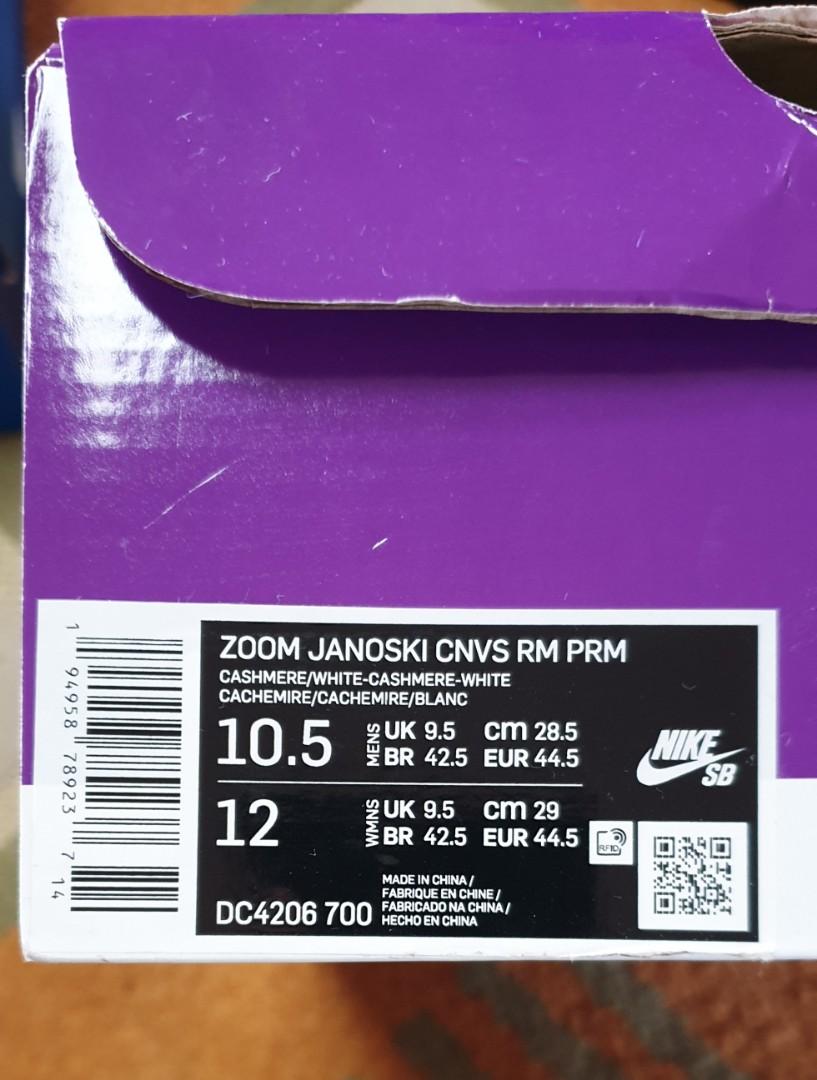 ZOOM JANOSKI CNVS RM PRM
CASHMERE/WHITE-CASHMERE-WHITE
CACHEMIRE/CACHEMIRE/BLANC
10.5 MENS UK 9.5 cm 28.5
BR 42.5 EUR 44.5
12 WMNS UK 9.5 cm 29
BR 42.5 EUR 44.5
NIKE
SB
RFID
DC4206 700
MADE IN CHINA /
FABRIQUE EN CHINE /
FABRICADO NA CHINA /
HECHO EN CHINA
1 94958 78923 7 14